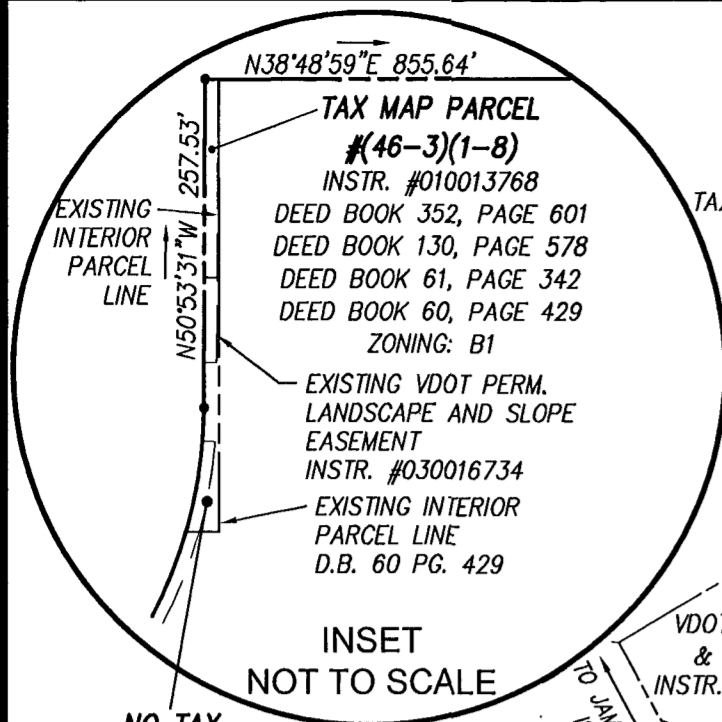 N38°48'59"E 855.64'
TAX MAP PARCEL
#(46-3)(1-8)
INSTR. #010013768
DEED BOOK 352, PAGE 601
DEED BOOK 130, PAGE 578
DEED BOOK 61, PAGE 342
DEED BOOK 60, PAGE 429
ZONING: B1
N50°53'31"W 257.53'
EXISTING
INTERIOR
PARCEL
LINE
EXISTING VDOT PERM.
LANDSCAPE AND SLOPE
EASEMENT
INSTR. #030016734
EXISTING INTERIOR
PARCEL LINE
D.B. 60 PG. 429
INSET
NOT TO SCALE
NO TAX
VDOT
&
INSTR.